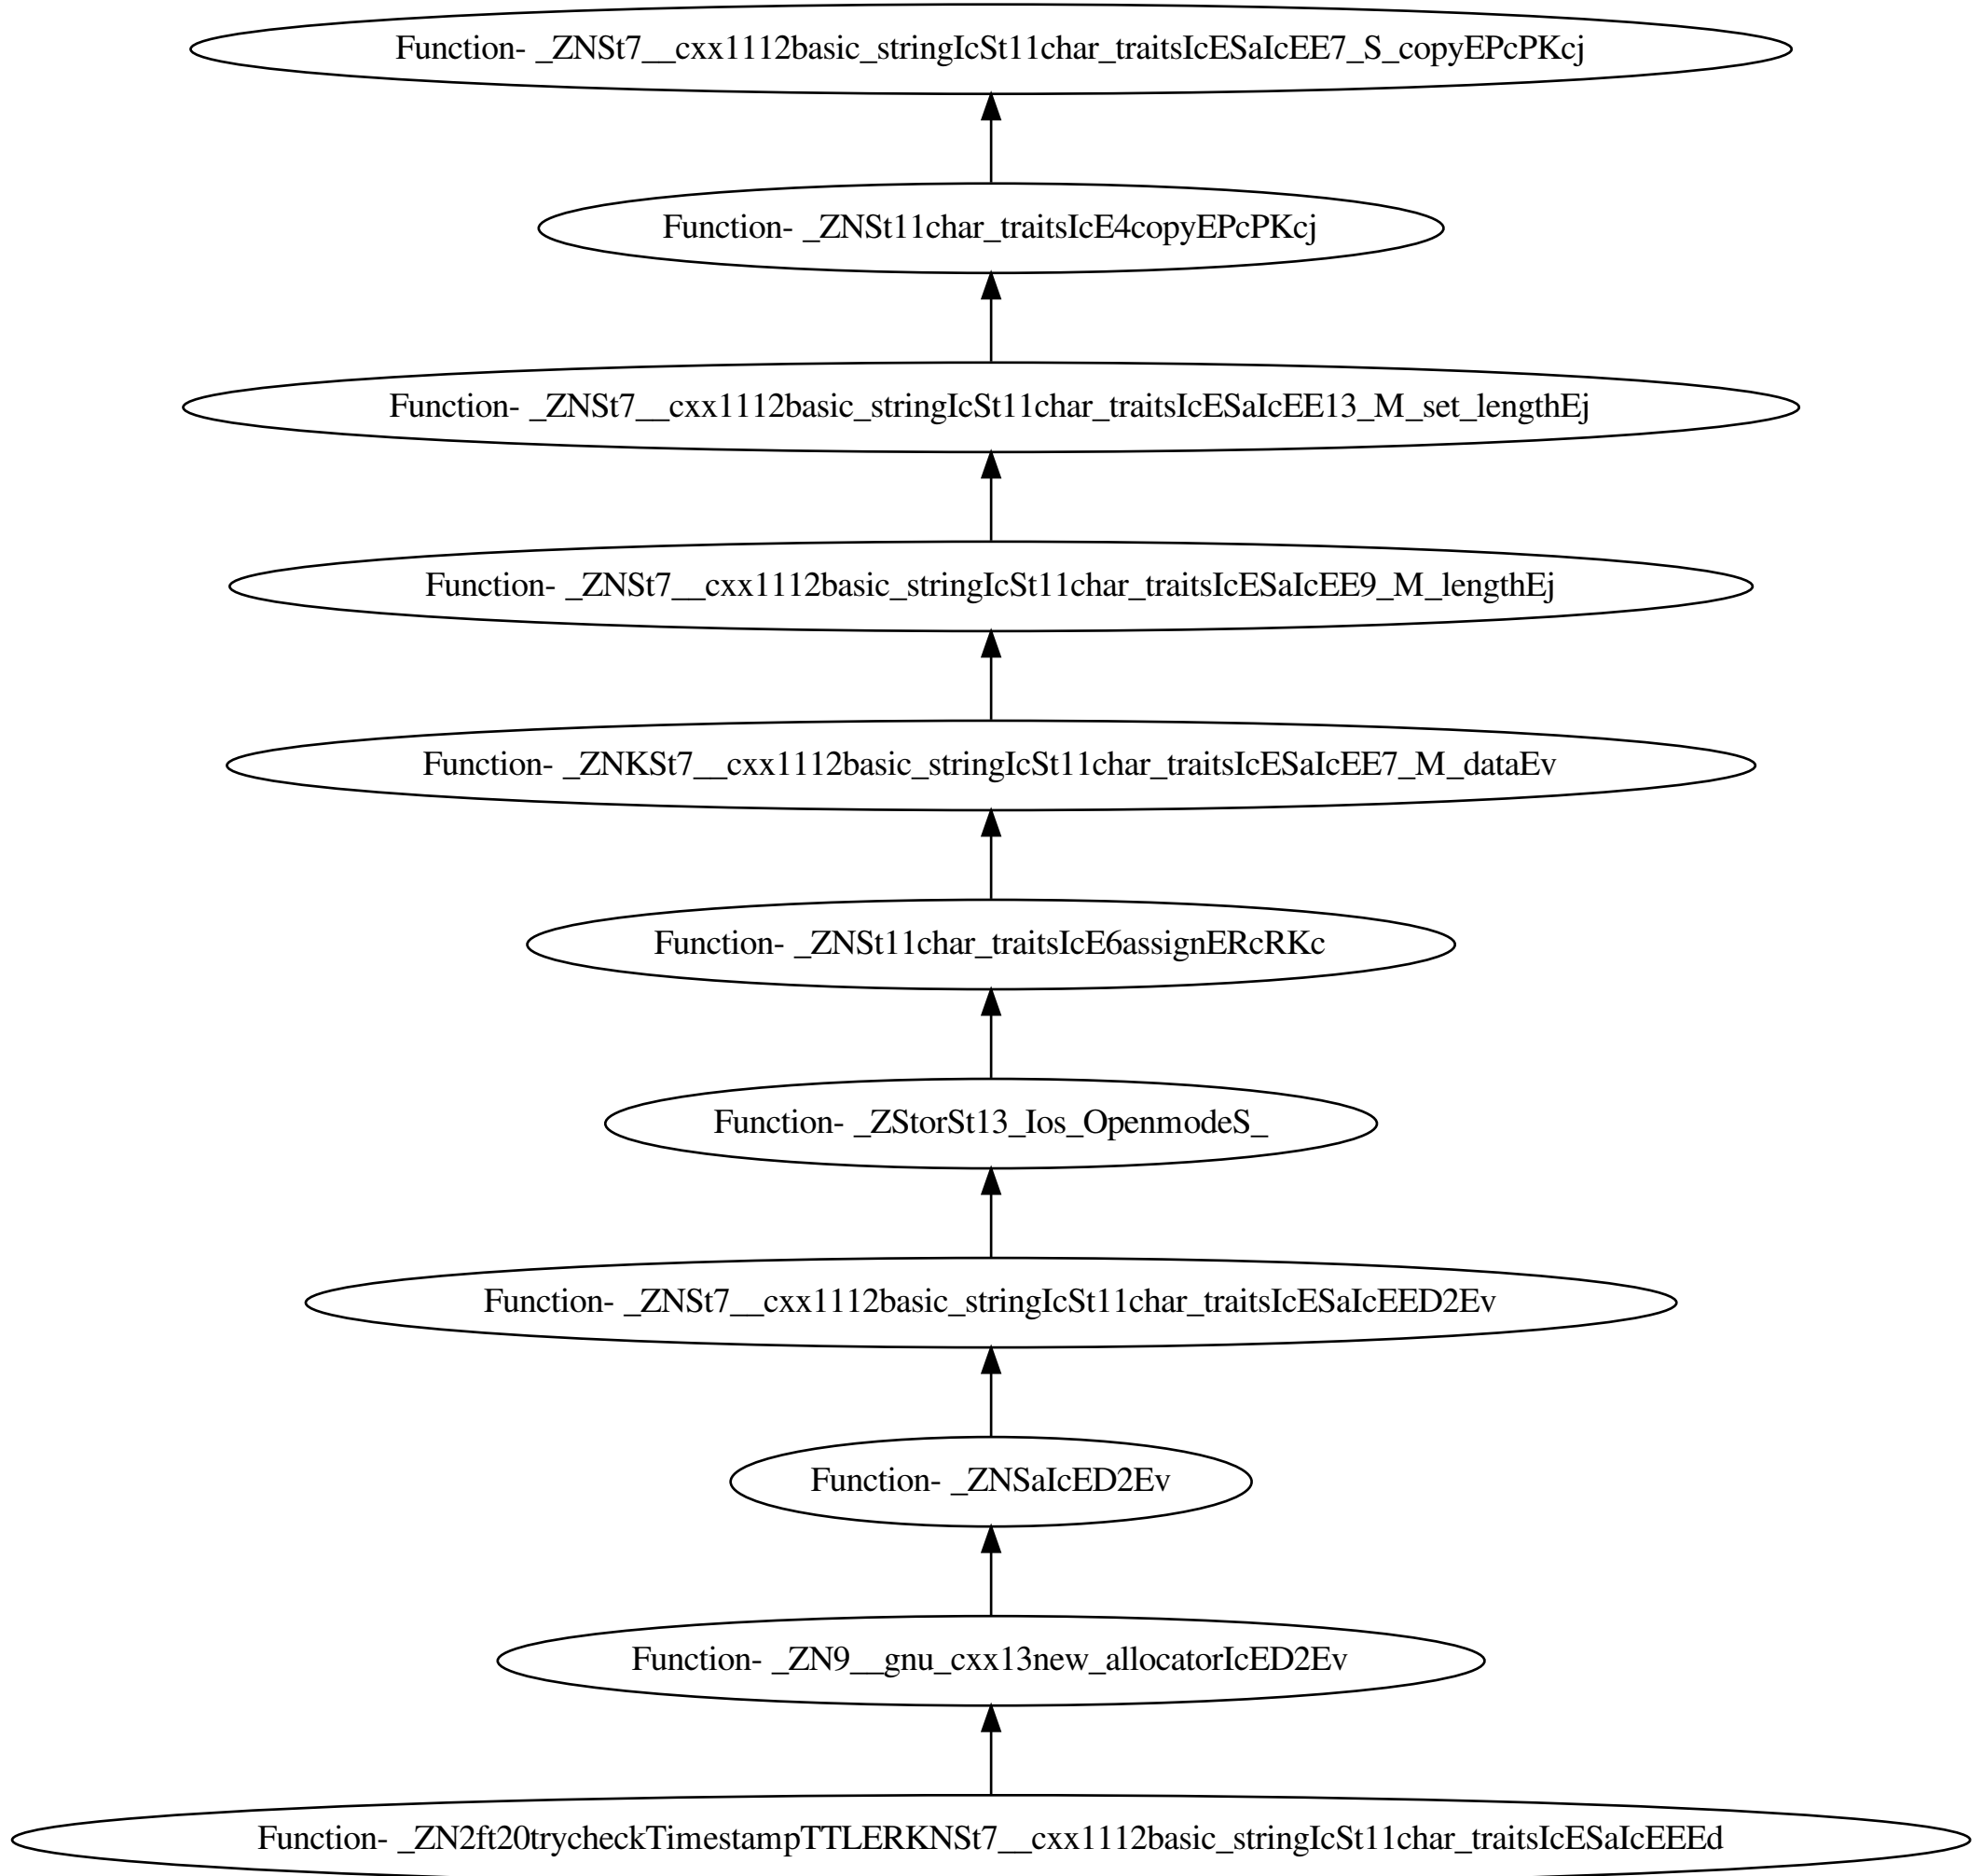 Function- _ZNSt7__cxx1112basic_stringIcSt11char_traitsIcESaIcEE7_S_copyEPcPKcj
Function- _ZNSt11char_traitsIcE4copyEPcPKcj
Function- _ZNSt7__cxx1112basic_stringIcSt11char_traitsIcESaIcEE13_M_set_lengthEj
Function- _ZNSt7__cxx1112basic_stringIcSt11char_traitsIcESaIcEE9_M_lengthEj
Function- _ZNKSt7__cxx1112basic_stringIcSt11char_traitsIcESaIcEE7_M_dataEv
Function- _ZNSt11char_traitsIcE6assignERcRKc
Function- _ZStorSt13_Ios_OpenmodeS_
Function- _ZNSt7__cxx1112basic_stringIcSt11char_traitsIcESaIcEED2Ev
Function- _ZNSaIcED2Ev
Function- _ZN9__gnu_cxx13new_allocatorIcED2Ev
Function- _ZN2ft20trycheckTimestampTTLERKNSt7__cxx1112basic_stringIcSt11char_traitsIcESaIcEEEd